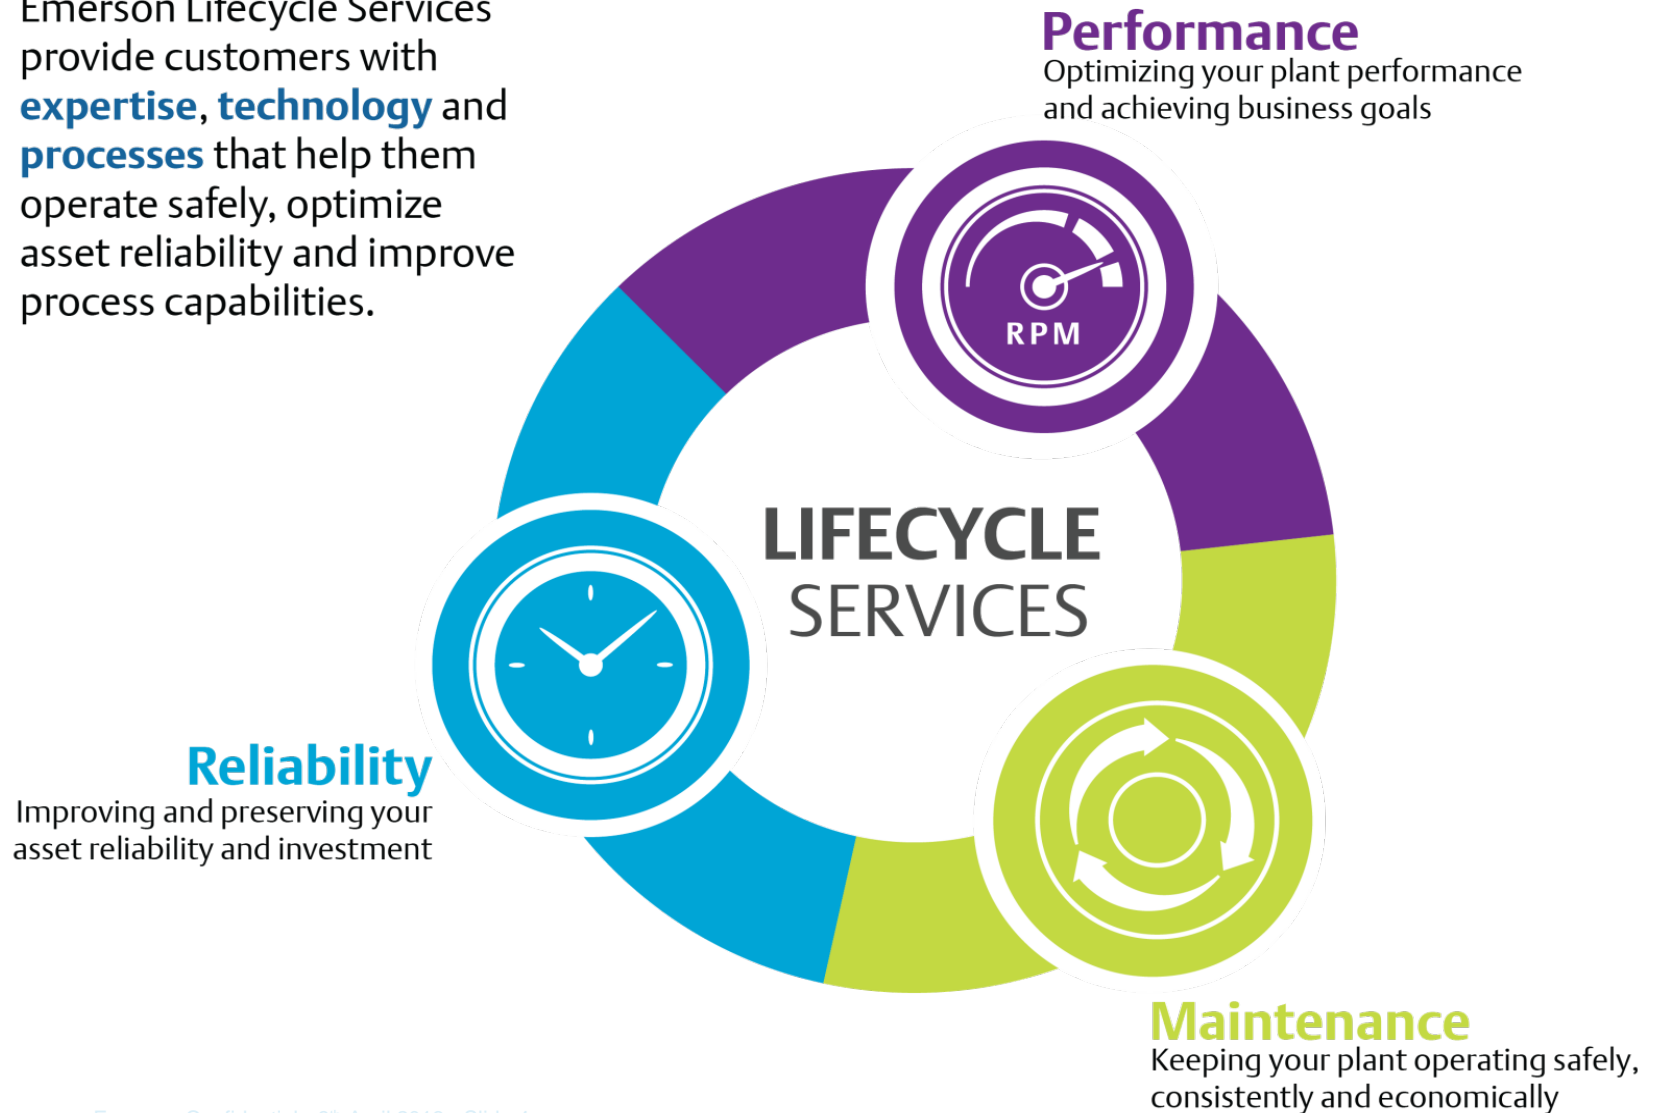 Emerson Lifecycle Services
provide customers with
expertise, technology and
processes that help them
operate safely, optimize
asset reliability and improve
process capabilities.
Performance
Optimizing your plant performance
and achieving business goals
RPM
LIFECYCLE
SERVICES
Reliability
Improving and preserving your
asset reliability and investment
Maintenance
Keeping your plant operating safely,
consistently and economically